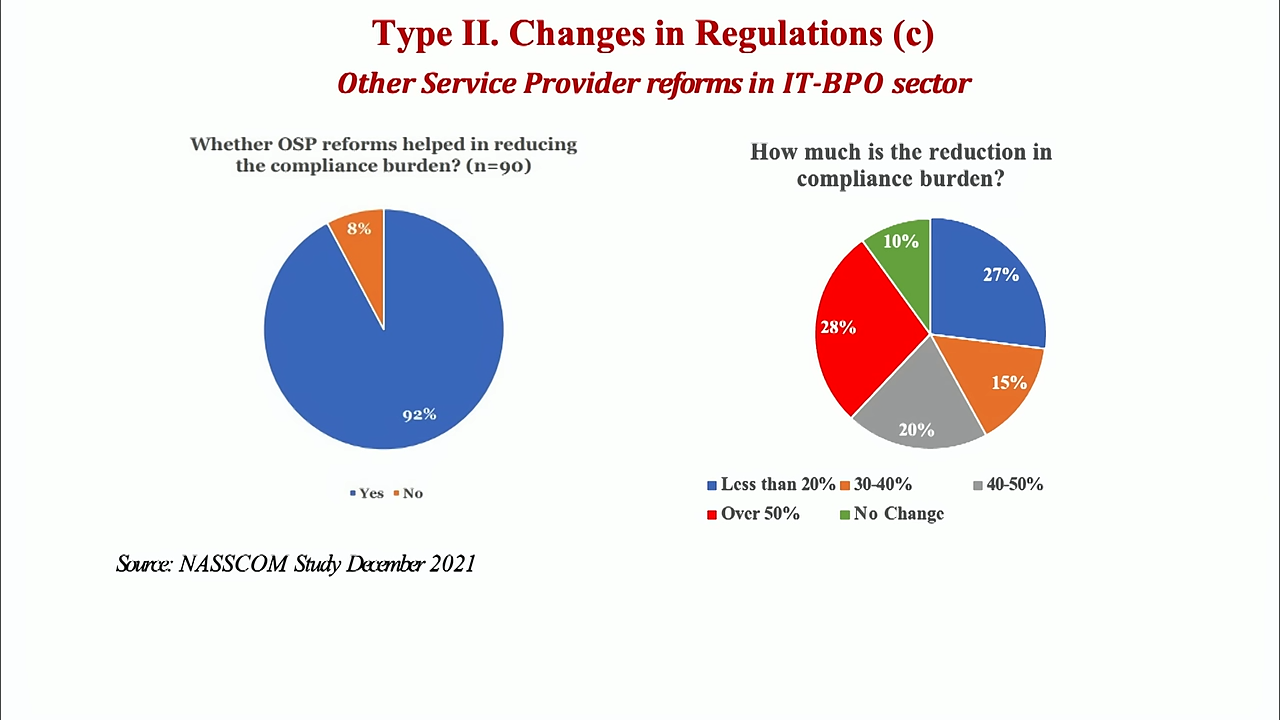 Type II. Changes in Regulations (c)
Other Service Provider reforms in IT-BPO sector
Whether OSP reforms helped in reducing
the compliance burden? (n=90)
8%
92%
Yes No
How much is the reduction in
compliance burden?
10%
27%
28%
15%
20%
Less than 20% 30-40% 40-50%
Over 50% No Change
Source: NASSCOM Study December 2021